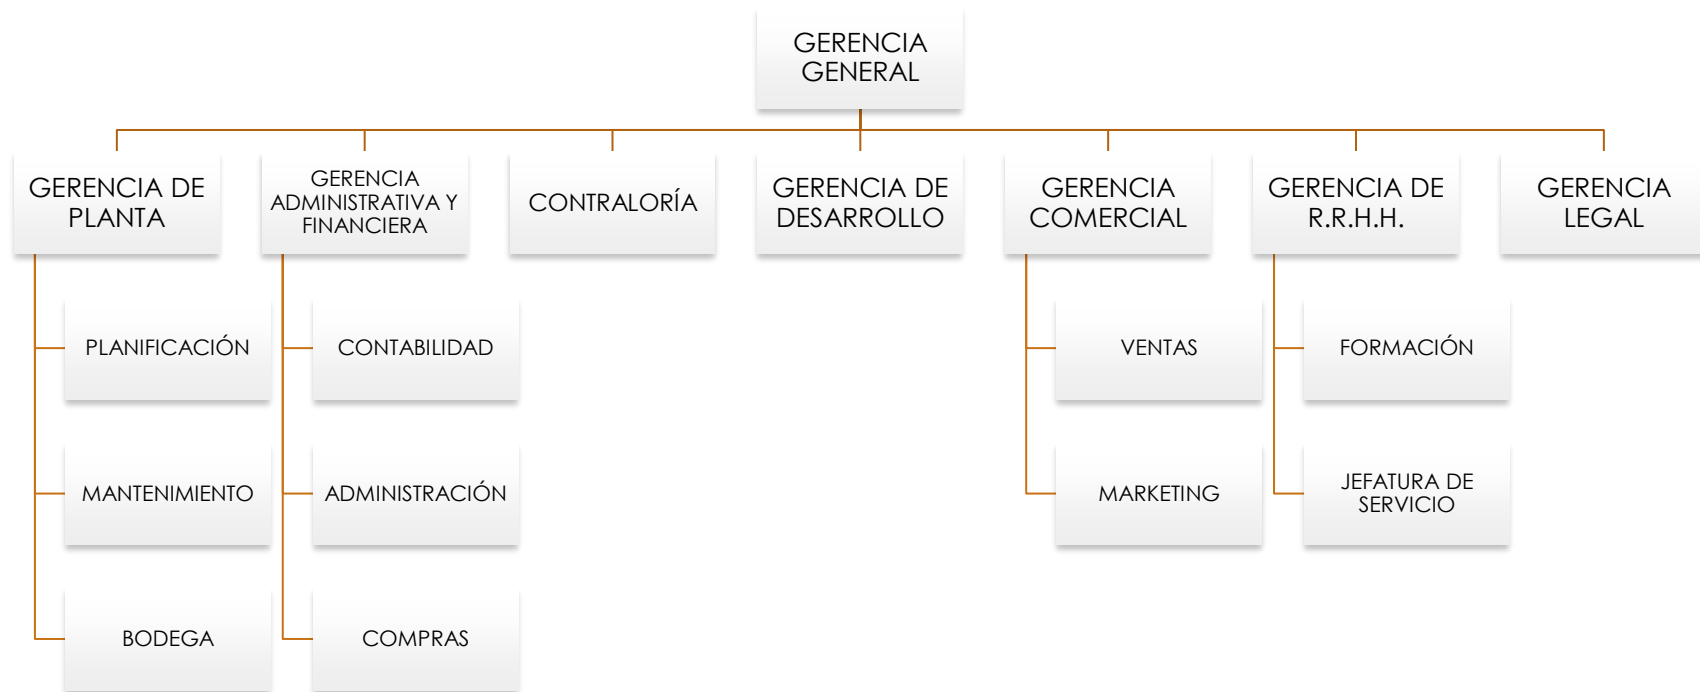 GERENCIA
GENERAL
GERENCIA DE
PLANTA
GERENCIA
ADMINISTRATIVA Y
FINANCIERA
CONTRALORÍA
GERENCIA DE
DESARROLLO
GERENCIA
COMERCIAL
GERENCIA DE
R.R.H.H.
GERENCIA
LEGAL
PLANIFICACIÓN
CONTABILIDAD
VENTAS
FORMACIÓN
MANTENIMIENTO
ADMINISTRACIÓN
MARKETING
JEFATURA DE
SERVICIO
BODEGA
COMPRAS